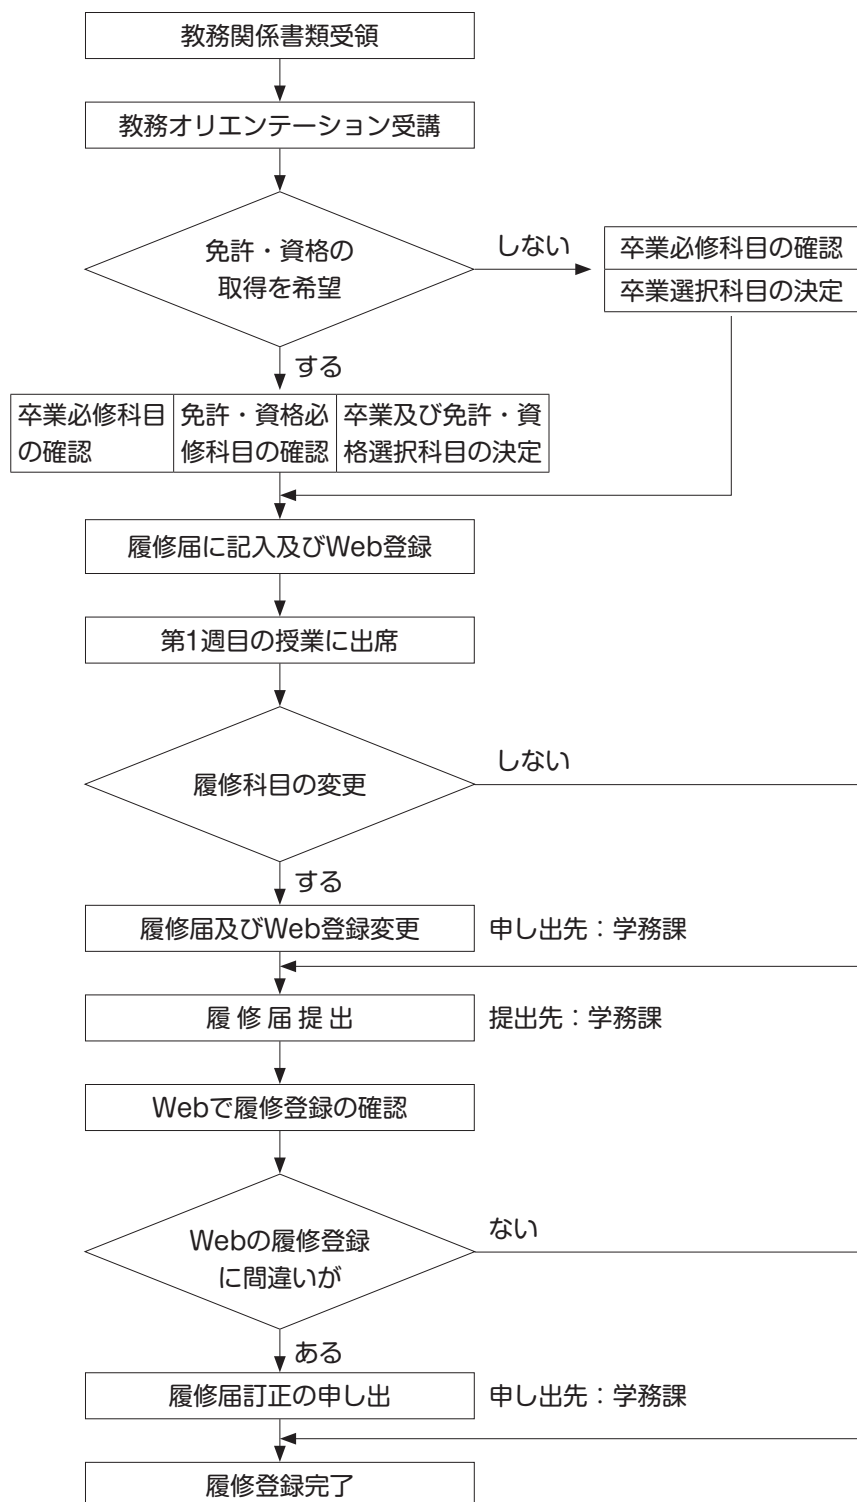 教務関係書類受領
教務オリエンテーション受講
免許・資格の
取得を希望
しない
卒業必修科目の確認
卒業選択科目の決定
する
卒業必修科目
の確認
免許・資格必
修科目の確認
卒業及び免許・資
格選択科目の決定
履修届に記入及びWeb登録
第1週目の授業に出席
履修科目の変更
しない
する
履修届及びWeb登録変更
申し出先:学務課
履修届提出
提出先:学務課
Webで履修登録の確認
Webの履修登録
に間違いが
ない
ある
履修届訂正の申し出
申し出先:学務課
履修登録完了